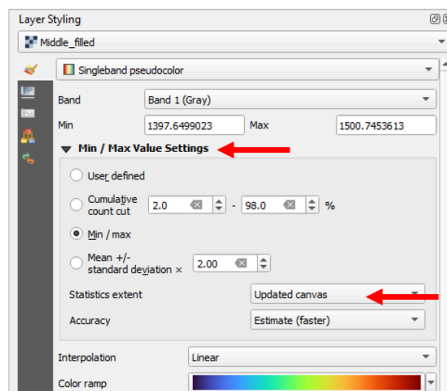 Layer Styling
Middle_filled
Singleband pseudocolor
Band Band 1 (Gray)
Min 1397.6499023 Max 1500.7453613
Min / Max Value Settings
User defined
Cumulative count cut 2.0 - 98.0 %
Min / max
Mean +/- standard deviation × 2.00
Statistics extent Updated canvas
Accuracy Estimate (faster)
Interpolation Linear
Color ramp